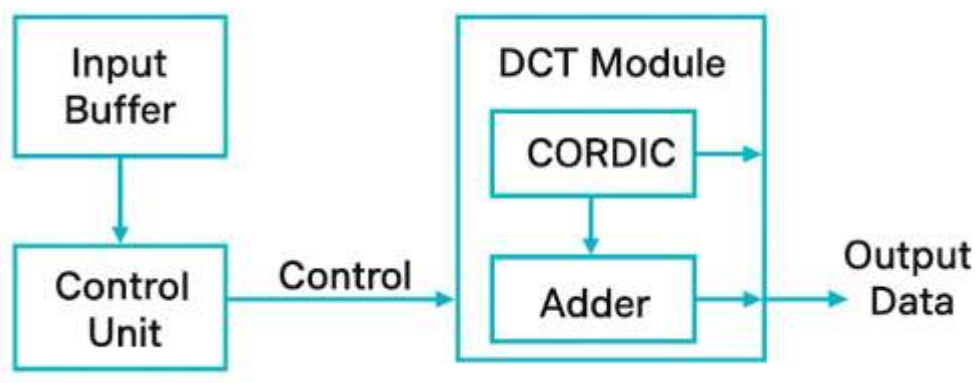 Input
Buffer
Control
Unit
Control
DCT Module
CORDIC
Adder
Output
Data